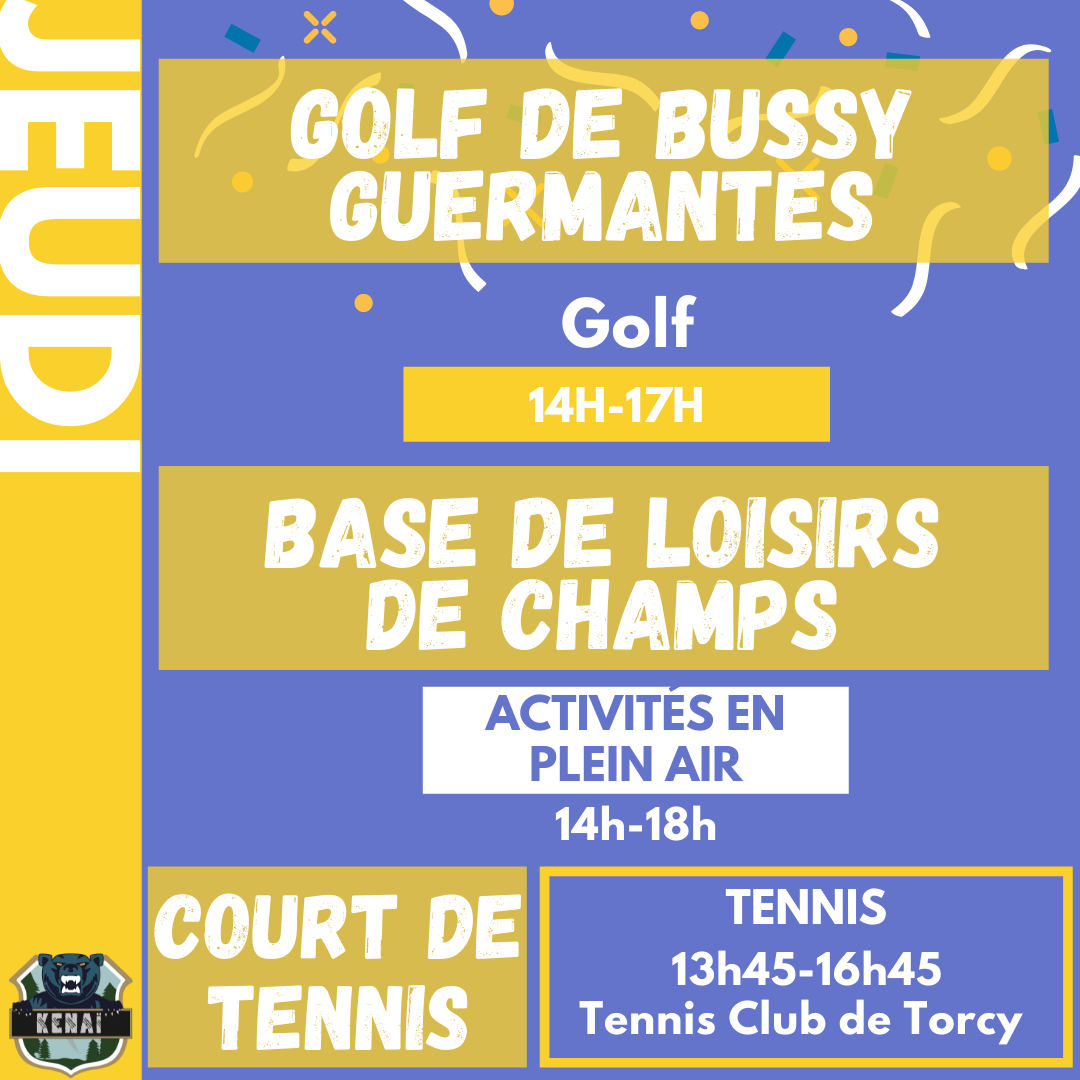 JEUDI
GOLF DE BUSSY
GUERMANTES
Golf
14H-17H
BASE DE LOISIRS
DE CHAMPS
ACTIVITÉS EN
PLEIN AIR
14h-18h
COURT DE
TENNIS
TENNIS
13h45-16h45
Tennis Club de Torcy
KENAÏ